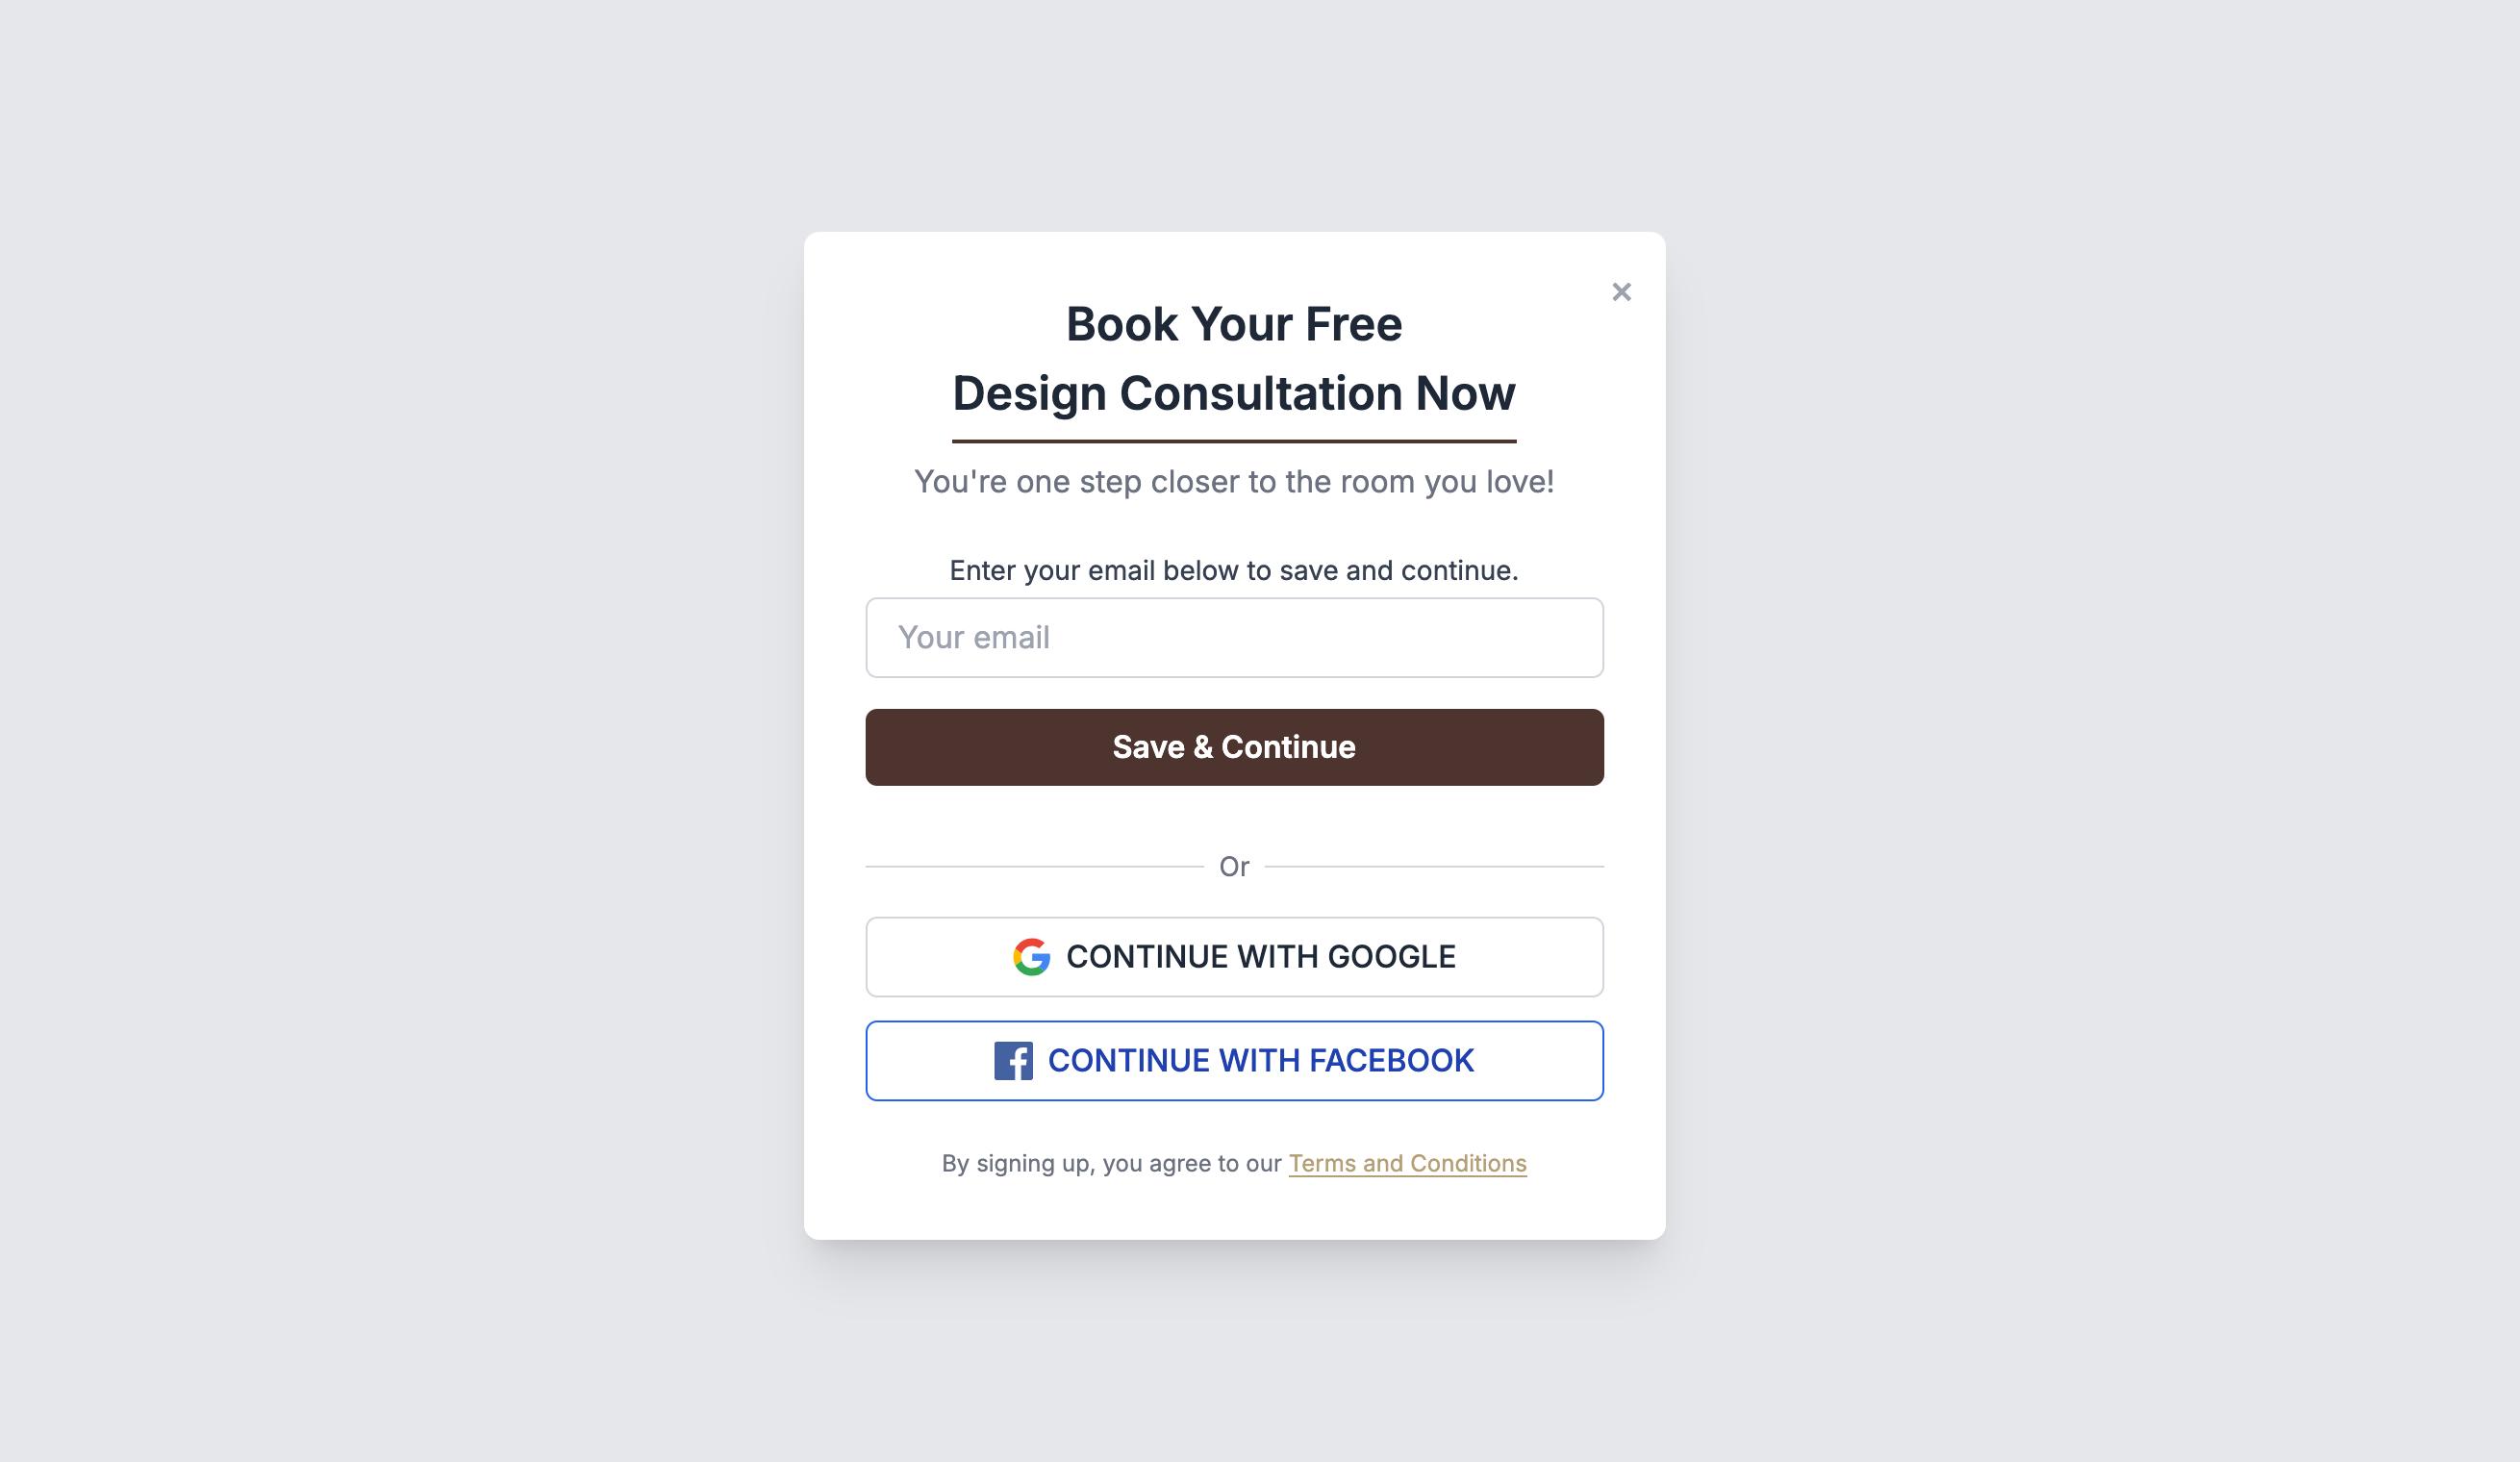 Book Your Free
Design Consultation Now
You're one step closer to the room you love!
Enter your email below to save and continue.
Your email
Save & Continue
Or
CONTINUE WITH GOOGLE
CONTINUE WITH FACEBOOK
By signing up, you agree to our Terms and Conditions